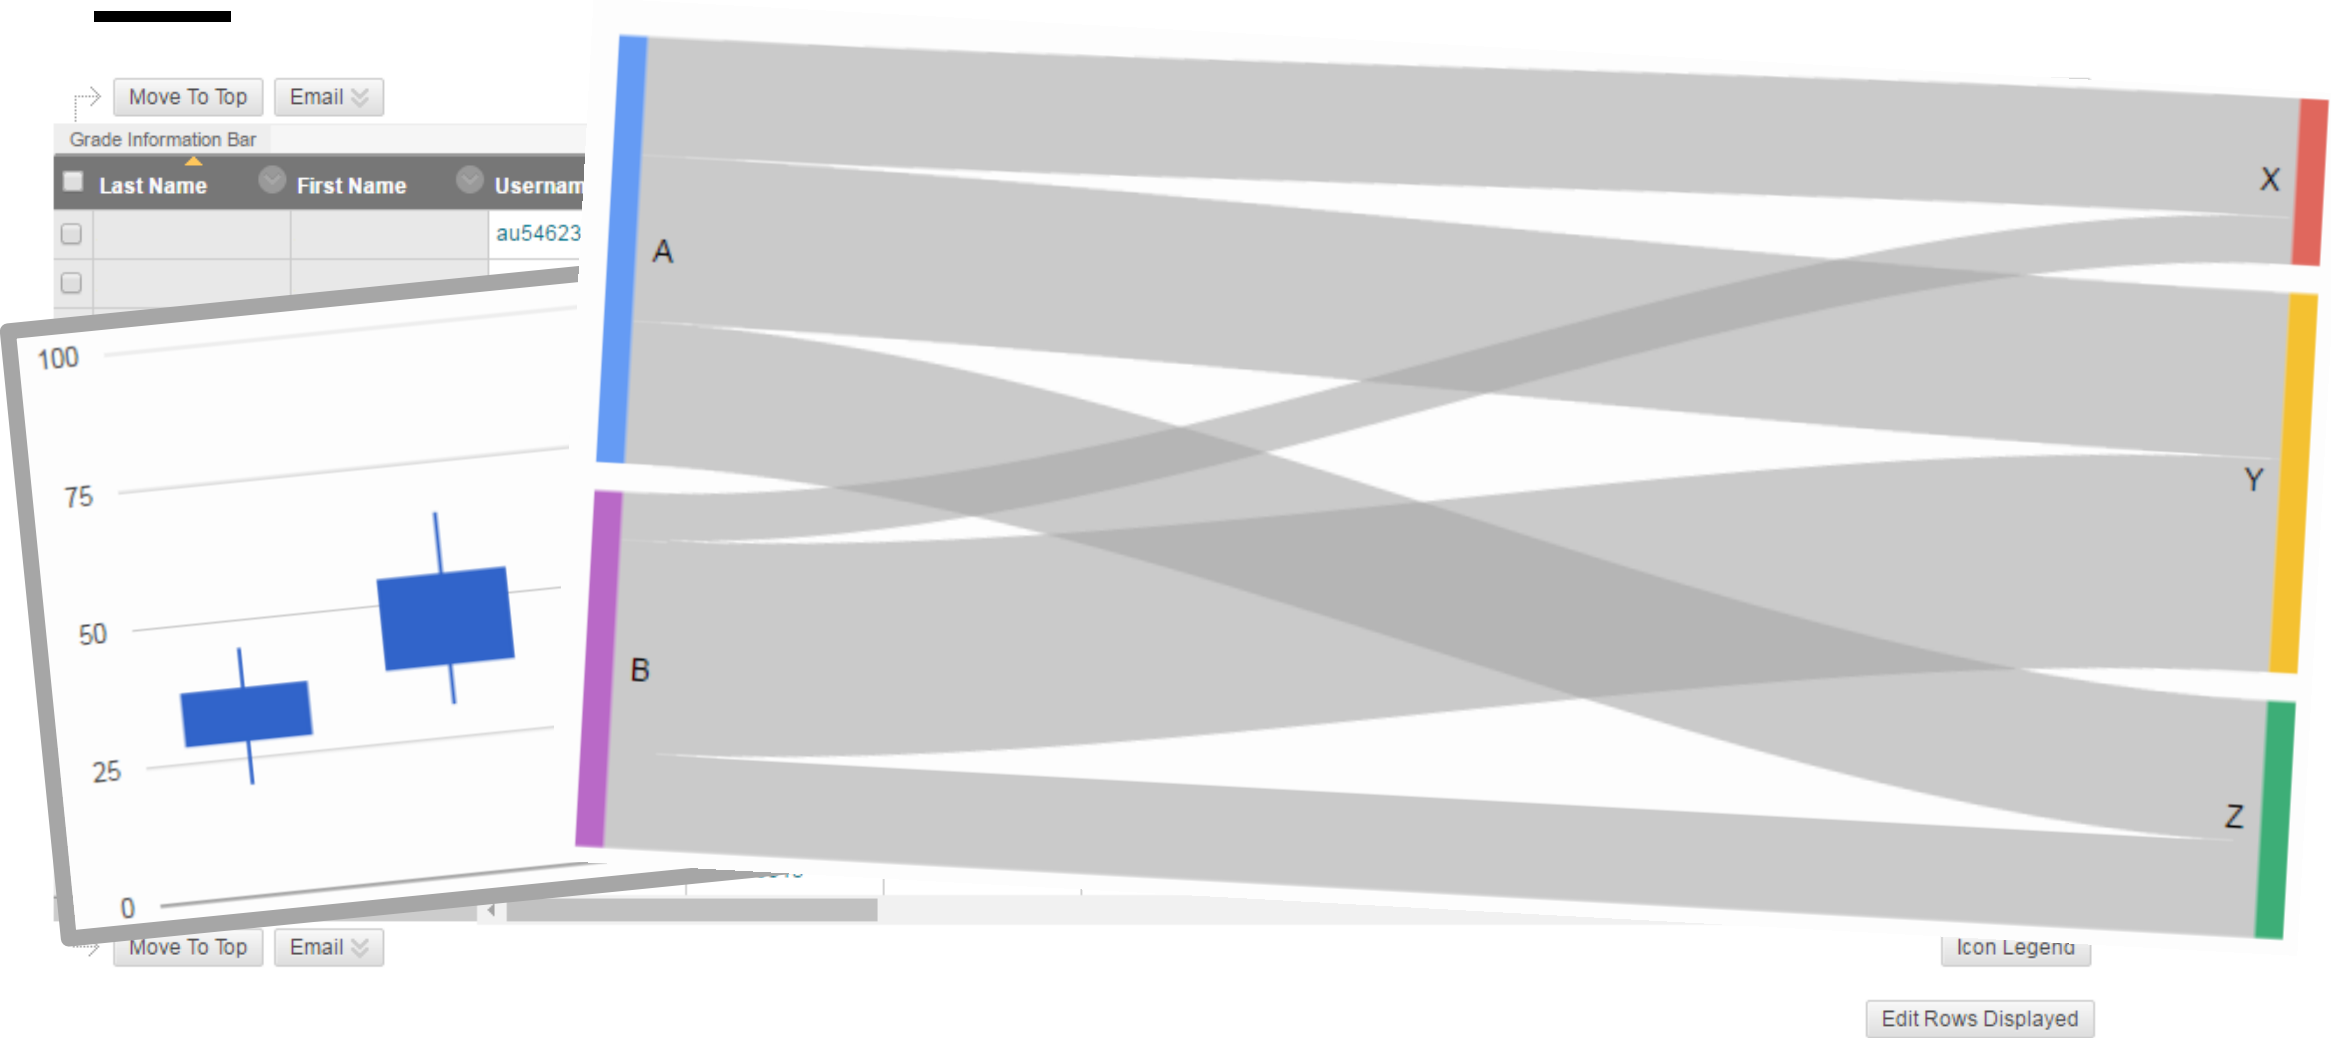 Move To Top Email
Grade Information Bar
Last Name First Name Usernam
au54623
100
75
50
25
0
A
B
X
Y
Z
Move To Top Email
Icon Legend
Edit Rows Displayed